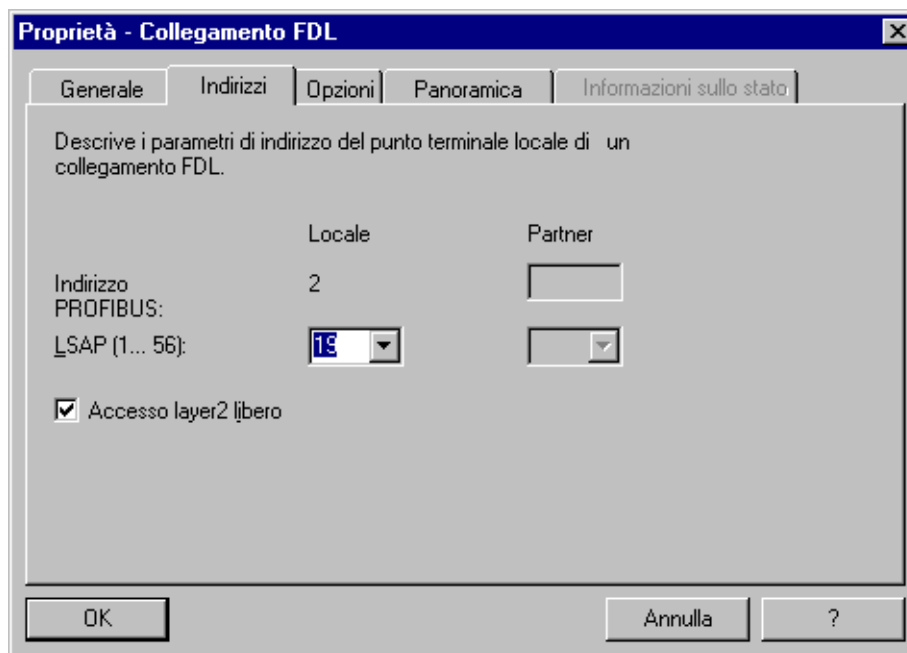 Proprietà - Collegamento FDL
Generale Indirizzi Opzioni Panoramica Informazioni sullo stato
Descrive i parametri di indirizzo del punto terminale locale di un
collegamento FDL.
Locale Partner
Indirizzo 2
PROFIBUS:
LSAP (1... 56): 19
Accesso layer2 libero
OK Annulla ?